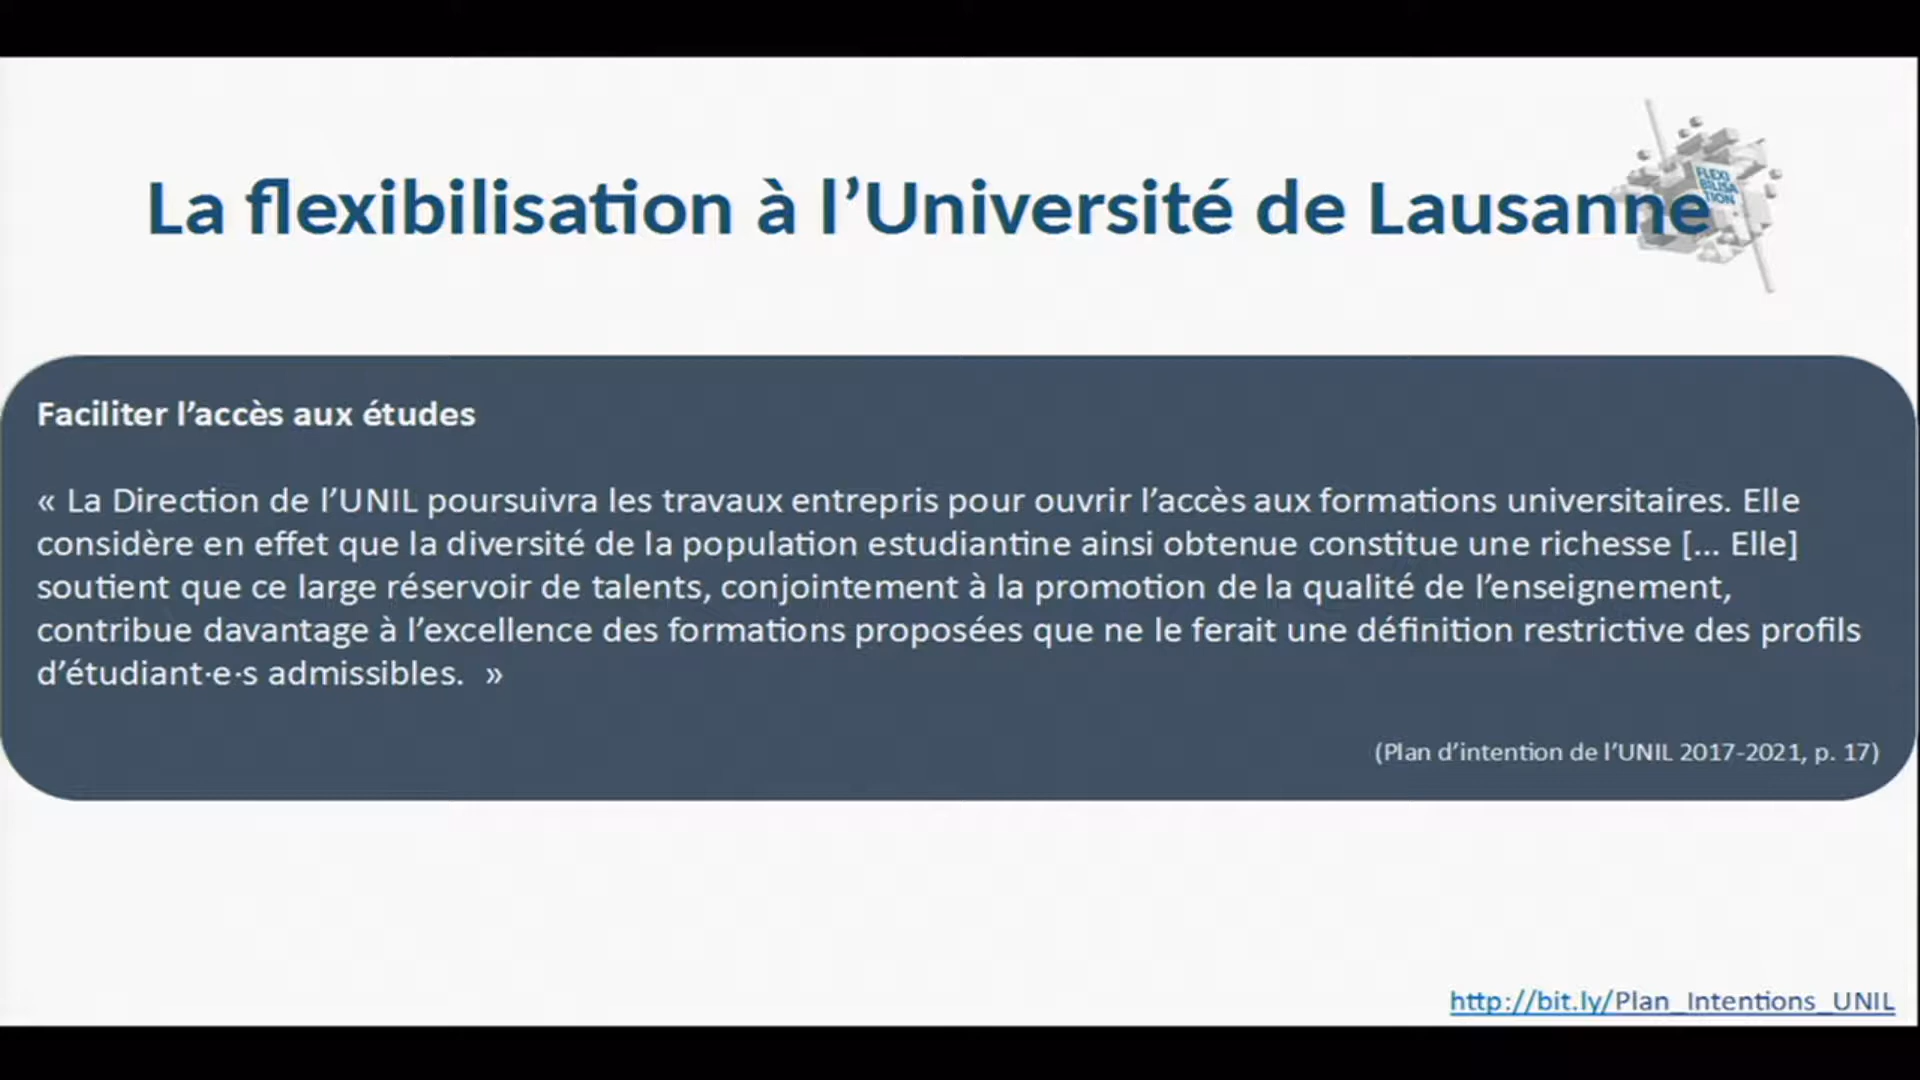 La flexibilisation à l’Université de Lausanne
FLEXI
BILISA
TION
Faciliter l’accès aux études
« La Direction de l’UNIL poursuivra les travaux entrepris pour ouvrir l’accès aux formations universitaires. Elle
considère en effet que la diversité de la population estudiantine ainsi obtenue constitue une richesse [... Elle]
soutient que ce large réservoir de talents, conjointement à la promotion de la qualité de l’enseignement,
contribue davantage à l’excellence des formations proposées que ne le ferait une définition restrictive des profils
d’étudiant·e·s admissibles.  »
(Plan d’intention de l’UNIL 2017-2021, p. 17)
http://bit.ly/Plan_Intentions_UNIL